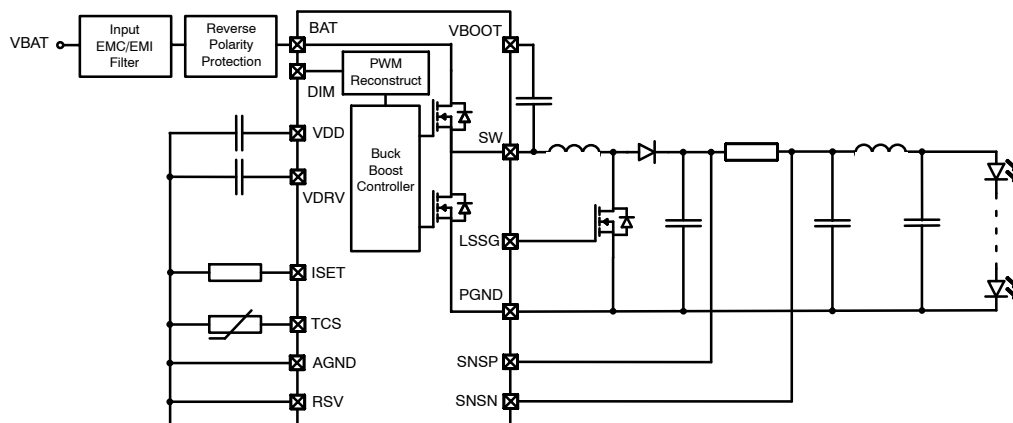 VBAT
Input
EMC/EMI
Filter
Reverse
Polarity
Protection
BAT
VBOOT
PWM
Reconstruct
DIM
VDD
SW
Buck
Boost
Controller
VDRV
LSSG
ISET
PGND
TCS
AGND
SNSP
RSV
SNSN